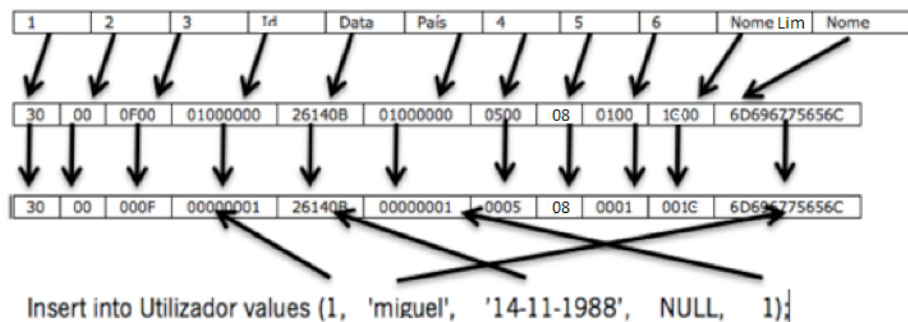 1 2 3 Id Data País 4 5 6 Nome Lim Nome
30 00 0F00 01000000 26140B 01000000 0500 08 0100 1C00 6D696775656C
30 00 000F 00000001 26140B 00000001 0005 08 0001 001C 6D696775656C
Insert into Utilizador values (1, 'miguel', '14-11-1988', NULL, 1);